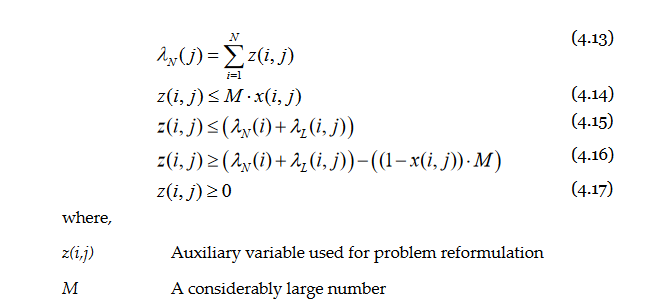 λ_N(j) = ∑_{i=1}^{N} z(i, j) (4.13)
z(i, j) ≤ M · x(i, j) (4.14)
z(i, j) ≤ (λ_N(i) + λ_L(i, j)) (4.15)
z(i, j) ≥ (λ_N(i) + λ_L(i, j)) − ((1 − x(i, j)) · M) (4.16)
z(i, j) ≥ 0 (4.17)
where,
z(i,j) Auxiliary variable used for problem reformulation
M A considerably large number